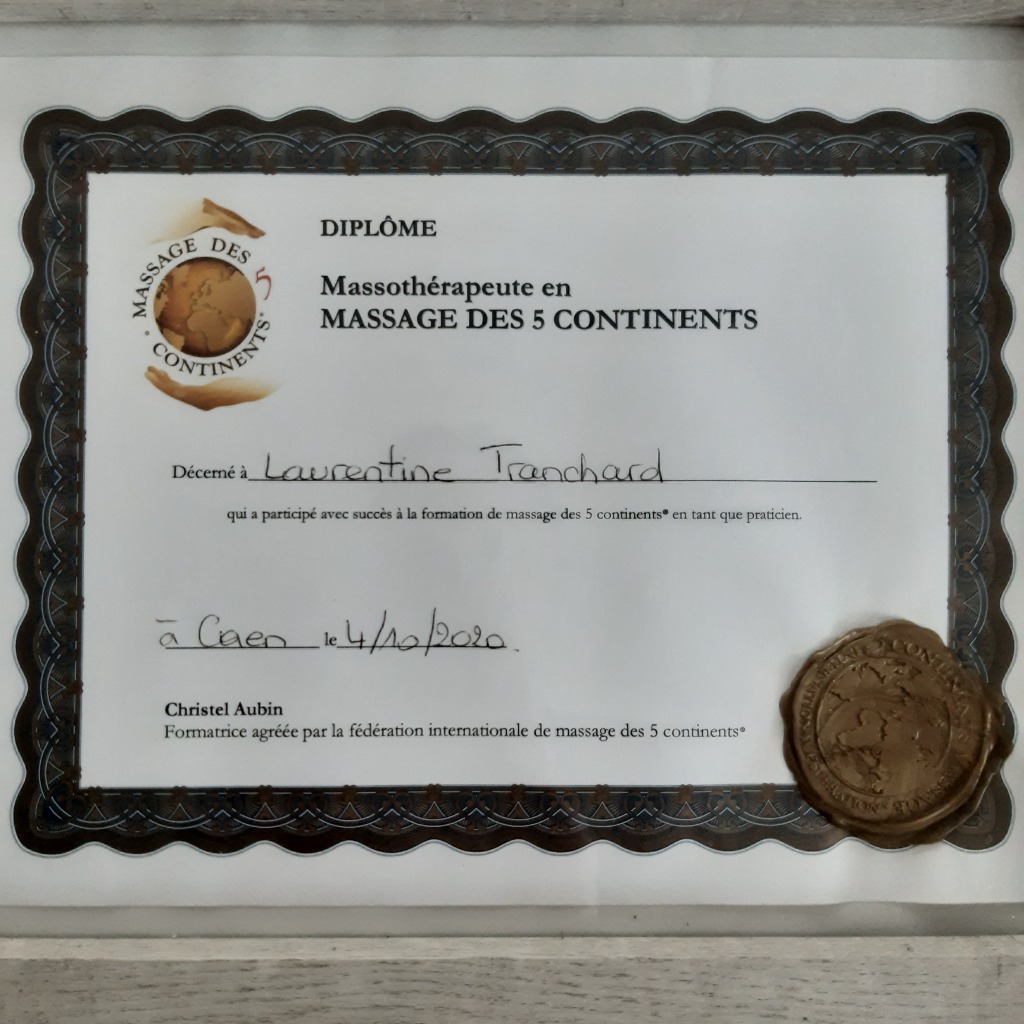 MASSAGE DES 5 CONTINENTS®
DIPLÔME
Massothérapeute en
MASSAGE DES 5 CONTINENTS
Décerné à Laurentine Tranchard
qui a participé avec succès à la formation de massage des 5 continents® en tant que praticien.
à Caen le 4/10/2020.
Christel Aubin
Formatrice agréée par la fédération internationale de massage des 5 continents®
5 CONTINENTS